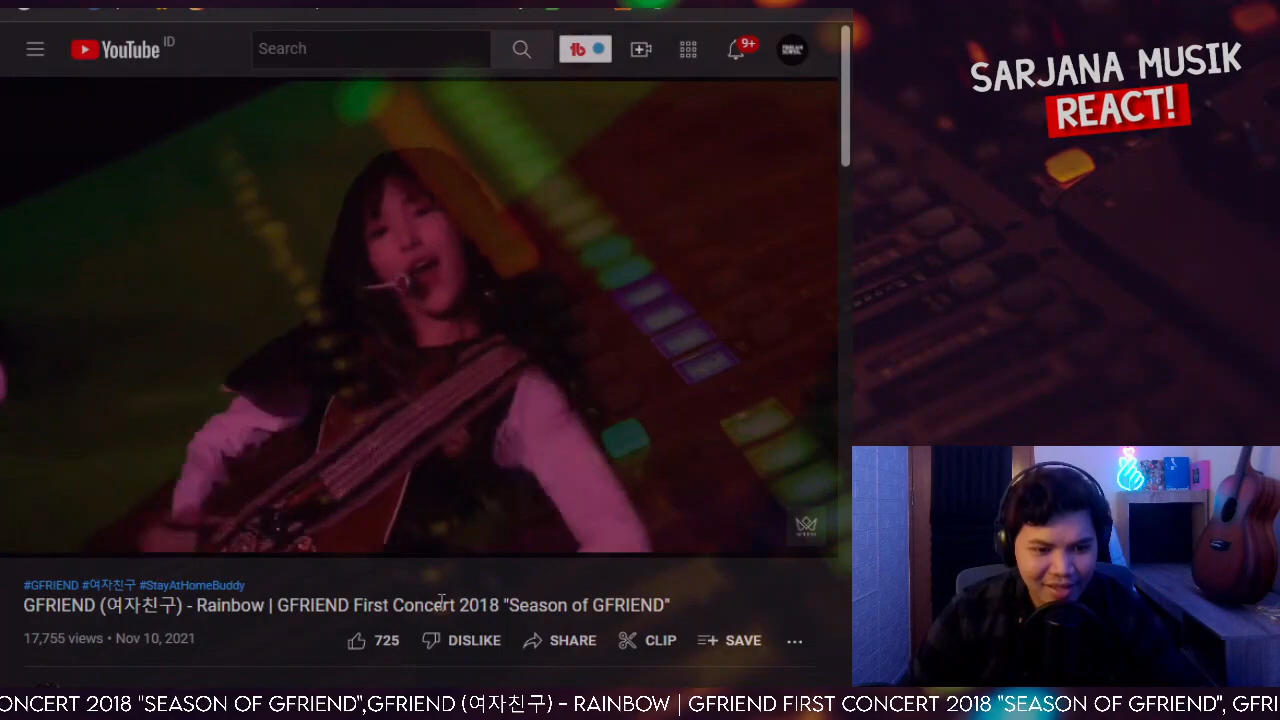 YouTube ID
Search
9+
SARJANA MUSIK
REACT!
#GFRIEND #여자친구 #StayAtHomeBuddy
GFRIEND (여자친구) - Rainbow | GFRIEND First Concert 2018 "Season of GFRIEND"
17,755 views • Nov 10, 2021
725 DISLIKE SHARE CLIP SAVE
CONCERT 2018 "SEASON OF GFRIEND",GFRIEND (여자친구) - RAINBOW | GFRIEND FIRST CONCERT 2018 "SEASON OF GFRIEND", GFRI